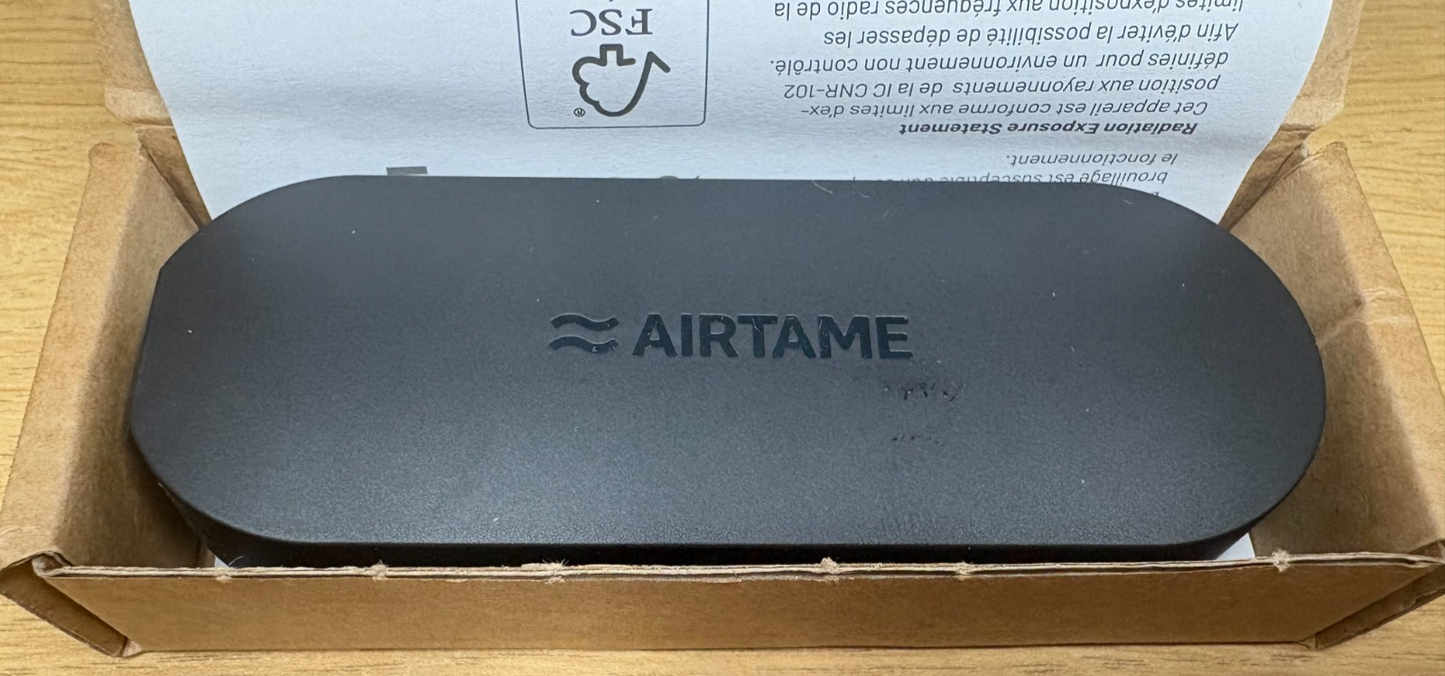 ≈ AIRTAME
FSC
®
brouillage est susceptible
le fonctionnement.
Radiation Exposure Statement
Cet appareil est conforme aux limites d'ex-
position aux rayonnements de la IC CNR-102
définies pour un environnement non contrôlé.
Afin d'éviter la possibilité de dépasser les
limites d'exposition aux fréquences radio de la